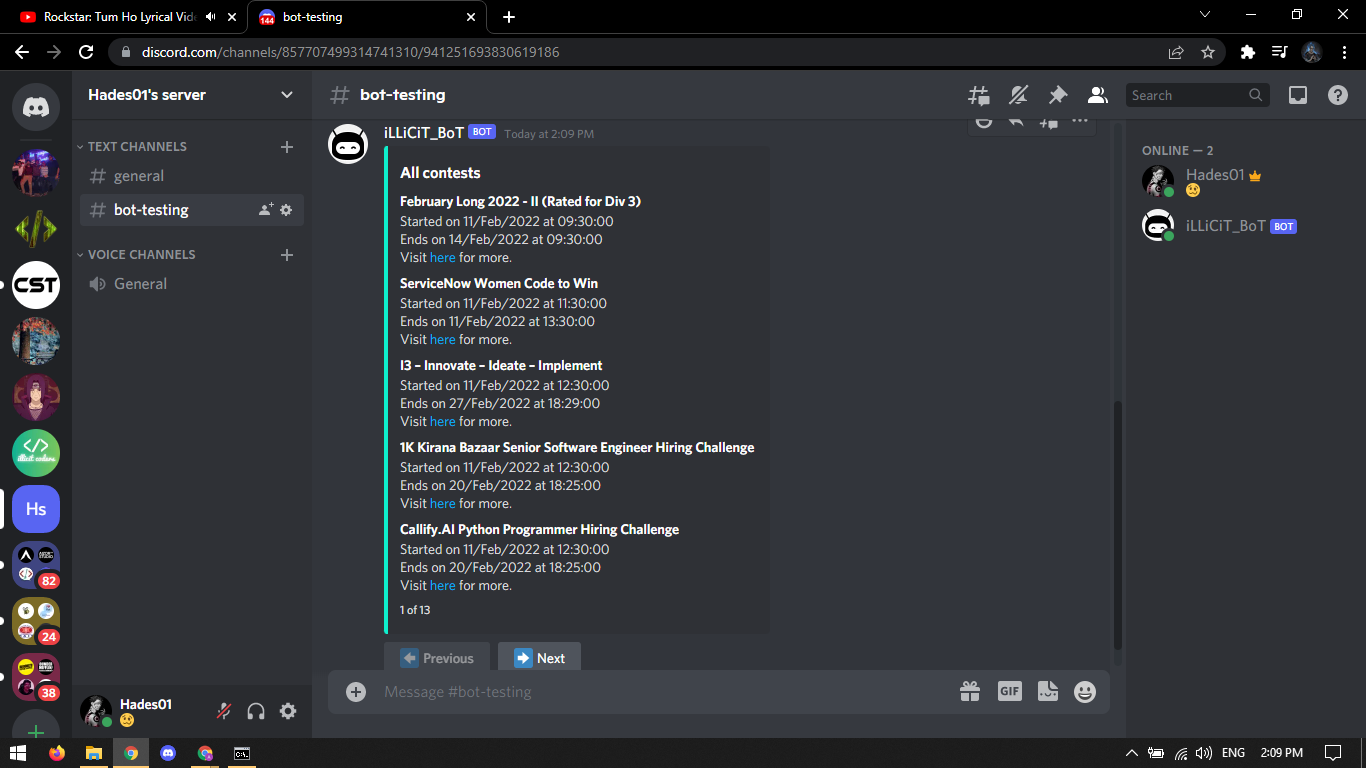 Rockstar: Tum Ho Lyrical Vide
144
bot-testing
discord.com/channels/857707499314741310/941251693830619186
Hades01's server
TEXT CHANNELS
# general
# bot-testing
VOICE CHANNELS
General
CST
illicit coders
Hs
82
24
38
Hades01
# bot-testing
Search
iLLiCiT_BoT BOT Today at 2:09 PM
All contests
February Long 2022 - II (Rated for Div 3)
Started on 11/Feb/2022 at 09:30:00
Ends on 14/Feb/2022 at 09:30:00
Visit here for more.
ServiceNow Women Code to Win
Started on 11/Feb/2022 at 11:30:00
Ends on 11/Feb/2022 at 13:30:00
Visit here for more.
I3 – Innovate – Ideate – Implement
Started on 11/Feb/2022 at 12:30:00
Ends on 27/Feb/2022 at 18:29:00
Visit here for more.
1K Kirana Bazaar Senior Software Engineer Hiring Challenge
Started on 11/Feb/2022 at 12:30:00
Ends on 20/Feb/2022 at 18:25:00
Visit here for more.
Callify.AI Python Programmer Hiring Challenge
Started on 11/Feb/2022 at 12:30:00
Ends on 20/Feb/2022 at 18:25:00
Visit here for more.
1 of 13
Previous
Next
Message #bot-testing
GIF
ONLINE — 2
Hades01
iLLiCiT_BoT BOT
ENG
2:09 PM